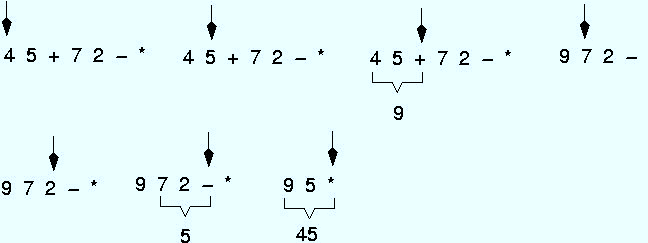 4 5 + 7 2 – * 4 5 + 7 2 – * 4 5 + 7 2 – * 9 7 2 –
9
9 7 2 – * 9 7 2 – * 9 5 *
5 45